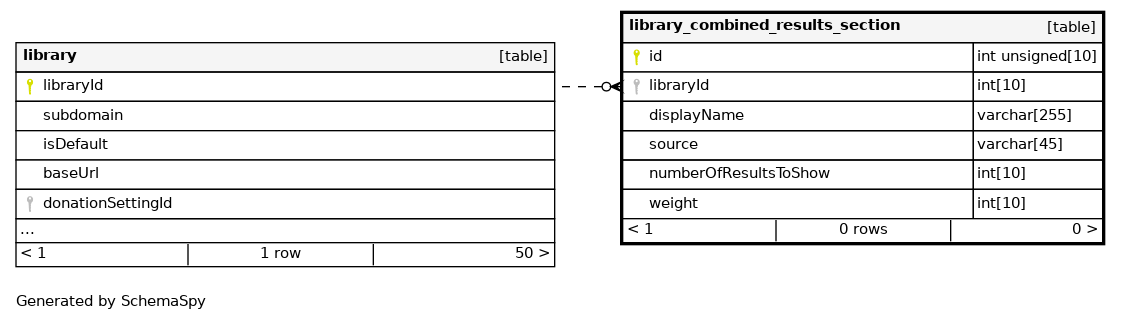 library [table]
libraryId
subdomain
isDefault
baseUrl
donationSettingId
...
< 1 1 row 50 >
library_combined_results_section [table]
id int unsigned[10]
libraryId int[10]
displayName varchar[255]
source varchar[45]
numberOfResultsToShow int[10]
weight int[10]
< 1 0 rows 0 >
Generated by SchemaSpy